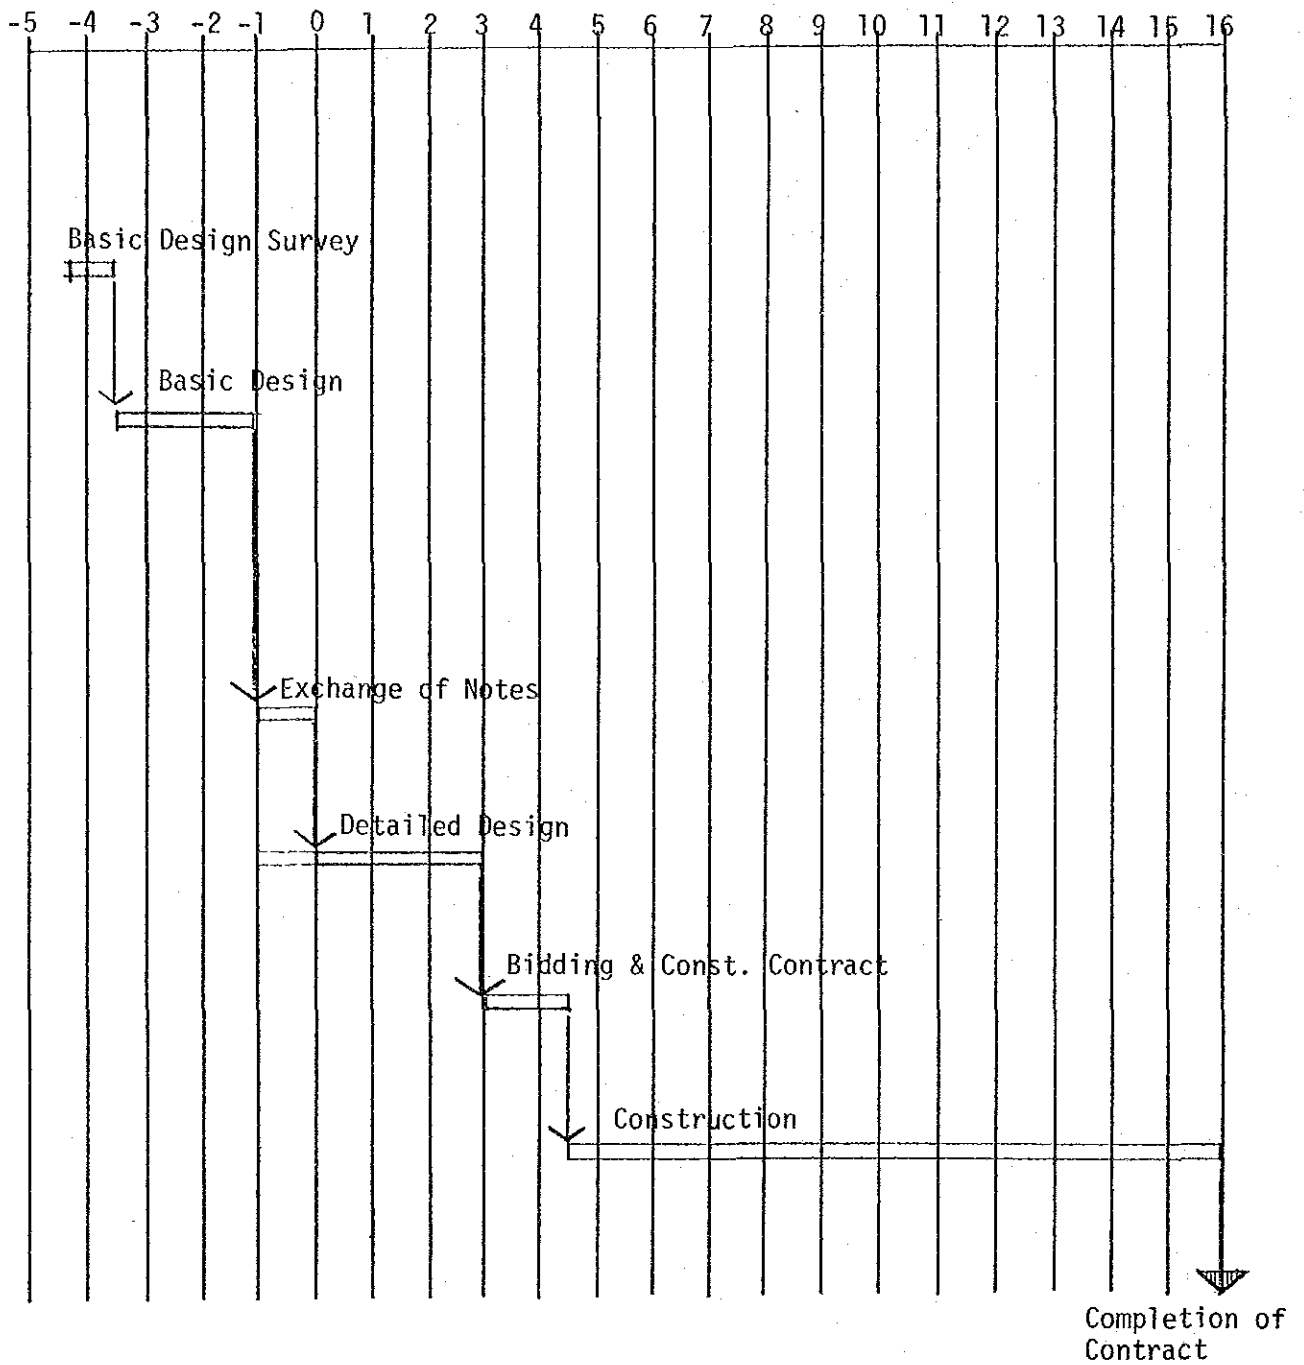 -5 -4 -3 -2 -1 0 1 2 3 4 5 6 7 8 9 10 11 12 13 14 15 16
Basic Design Survey
Basic Design
Exchange of Notes
Detailed Design
Bidding & Const. Contract
Construction
Completion of
Contract